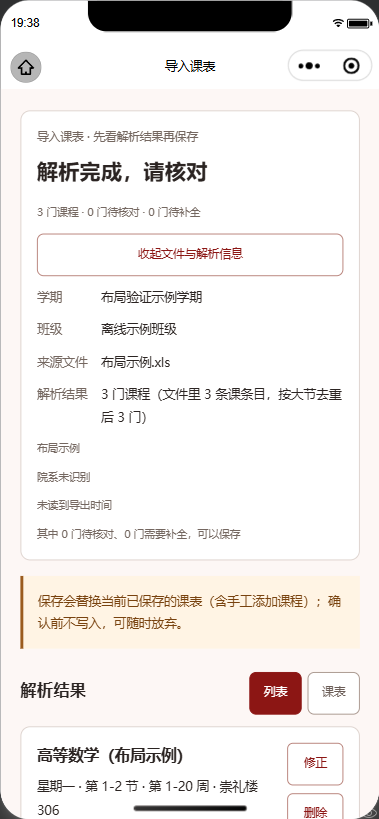 19:38
导入课表
导入课表 · 先看解析结果再保存
解析完成，请核对
3 门课程 · 0 门待核对 · 0 门待补全
收起文件与解析信息
学期 布局验证示例学期
班级 离线示例班级
来源文件 布局示例.xls
解析结果 3 门课程（文件里 3 条课条目，按大节去重
后 3 门）
布局示例
院系未识别
未读到导出时间
其中 0 门待核对、0 门需要补全，可以保存
保存会替换当前已保存的课表（含手工添加课程）；确
认前不写入，可随时放弃。
解析结果 列表 课表
高等数学（布局示例）
修正
星期一 · 第 1-2 节 · 第 1-20 周 · 崇礼楼
306
删除